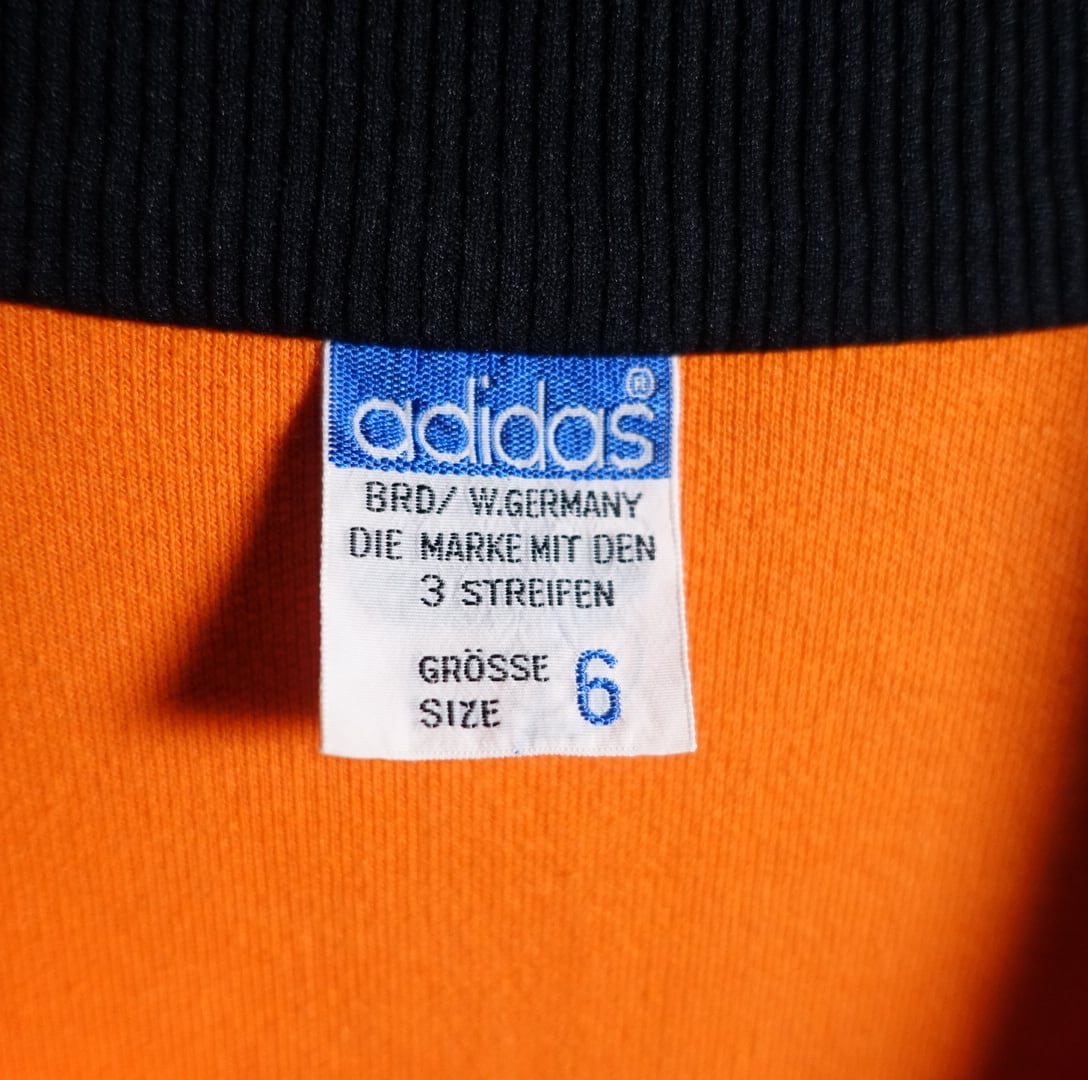 adidas®
BRD/ W.GERMANY
DIE MARKE MIT DEN
3 STREIFEN
GRÖSSE 6
SIZE